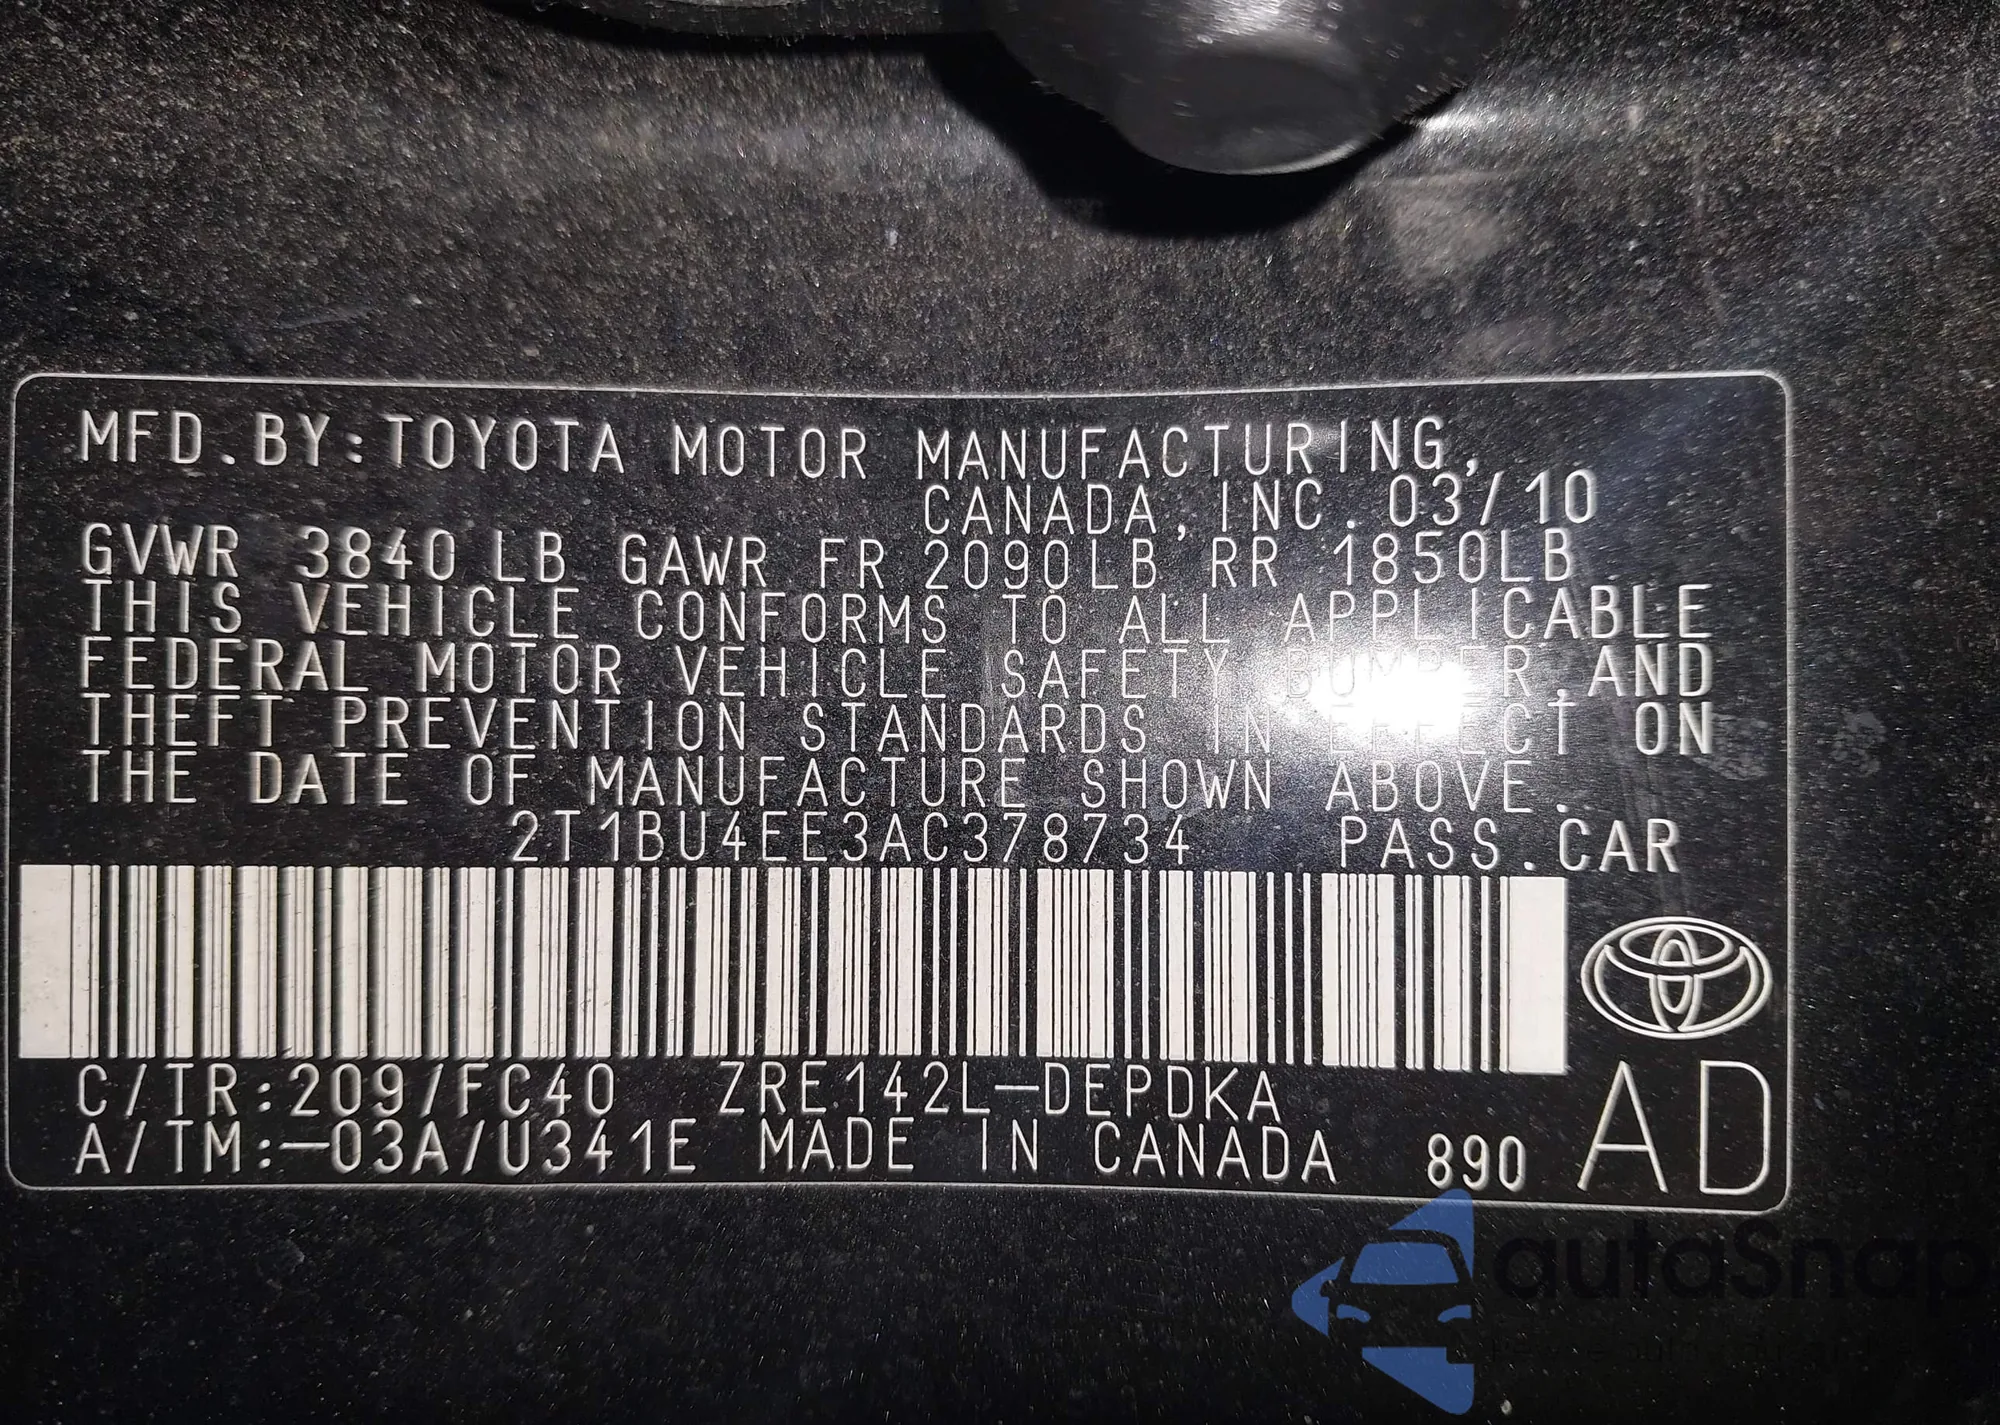 MFD.BY:TOYOTA MOTOR MANUFACTURING,
CANADA,INC. 03/10
GVWR 3840 LB GAWR FR 2090LB RR 1850LB
THIS VEHICLE CONFORMS TO ALL APPLICABLE
FEDERAL MOTOR VEHICLE SAFETY BUMPER,AND
THEFT PREVENTION STANDARDS IN EFFECT ON
THE DATE OF MANUFACTURE SHOWN ABOVE.
2T1BU4EE3AC378734 PASS.CAR
C/TR:209/FC40 ZRE142L-DEPDKA
A/TM:-03A/U341E MADE IN CANADA 890 AD
autaSnap